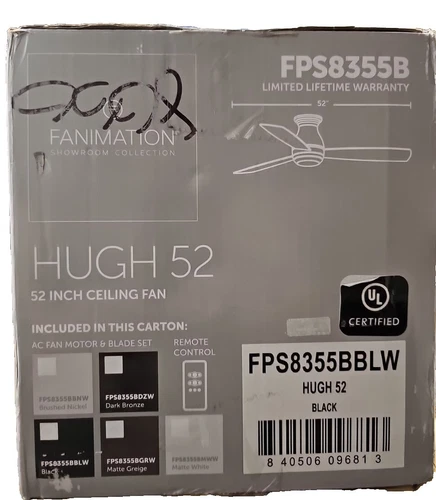 FPS8355B
LIMITED LIFETIME WARRANTY
52"
FANIMATION
SHOWROOM COLLECTION
HUGH 52
52 INCH CEILING FAN
UL
CERTIFIED
INCLUDED IN THIS CARTON:
AC FAN MOTOR & BLADE SET
REMOTE
CONTROL
FPS8355BBNW
Brushed Nickel
FPS8355BDZW
Dark Bronze
FPS8355BBLW
Black
FPS8355BGRW
Matte Greige
FPS8355BMWW
Matte White
FPS8355BBLW
HUGH 52
BLACK
8 40506 09681 3